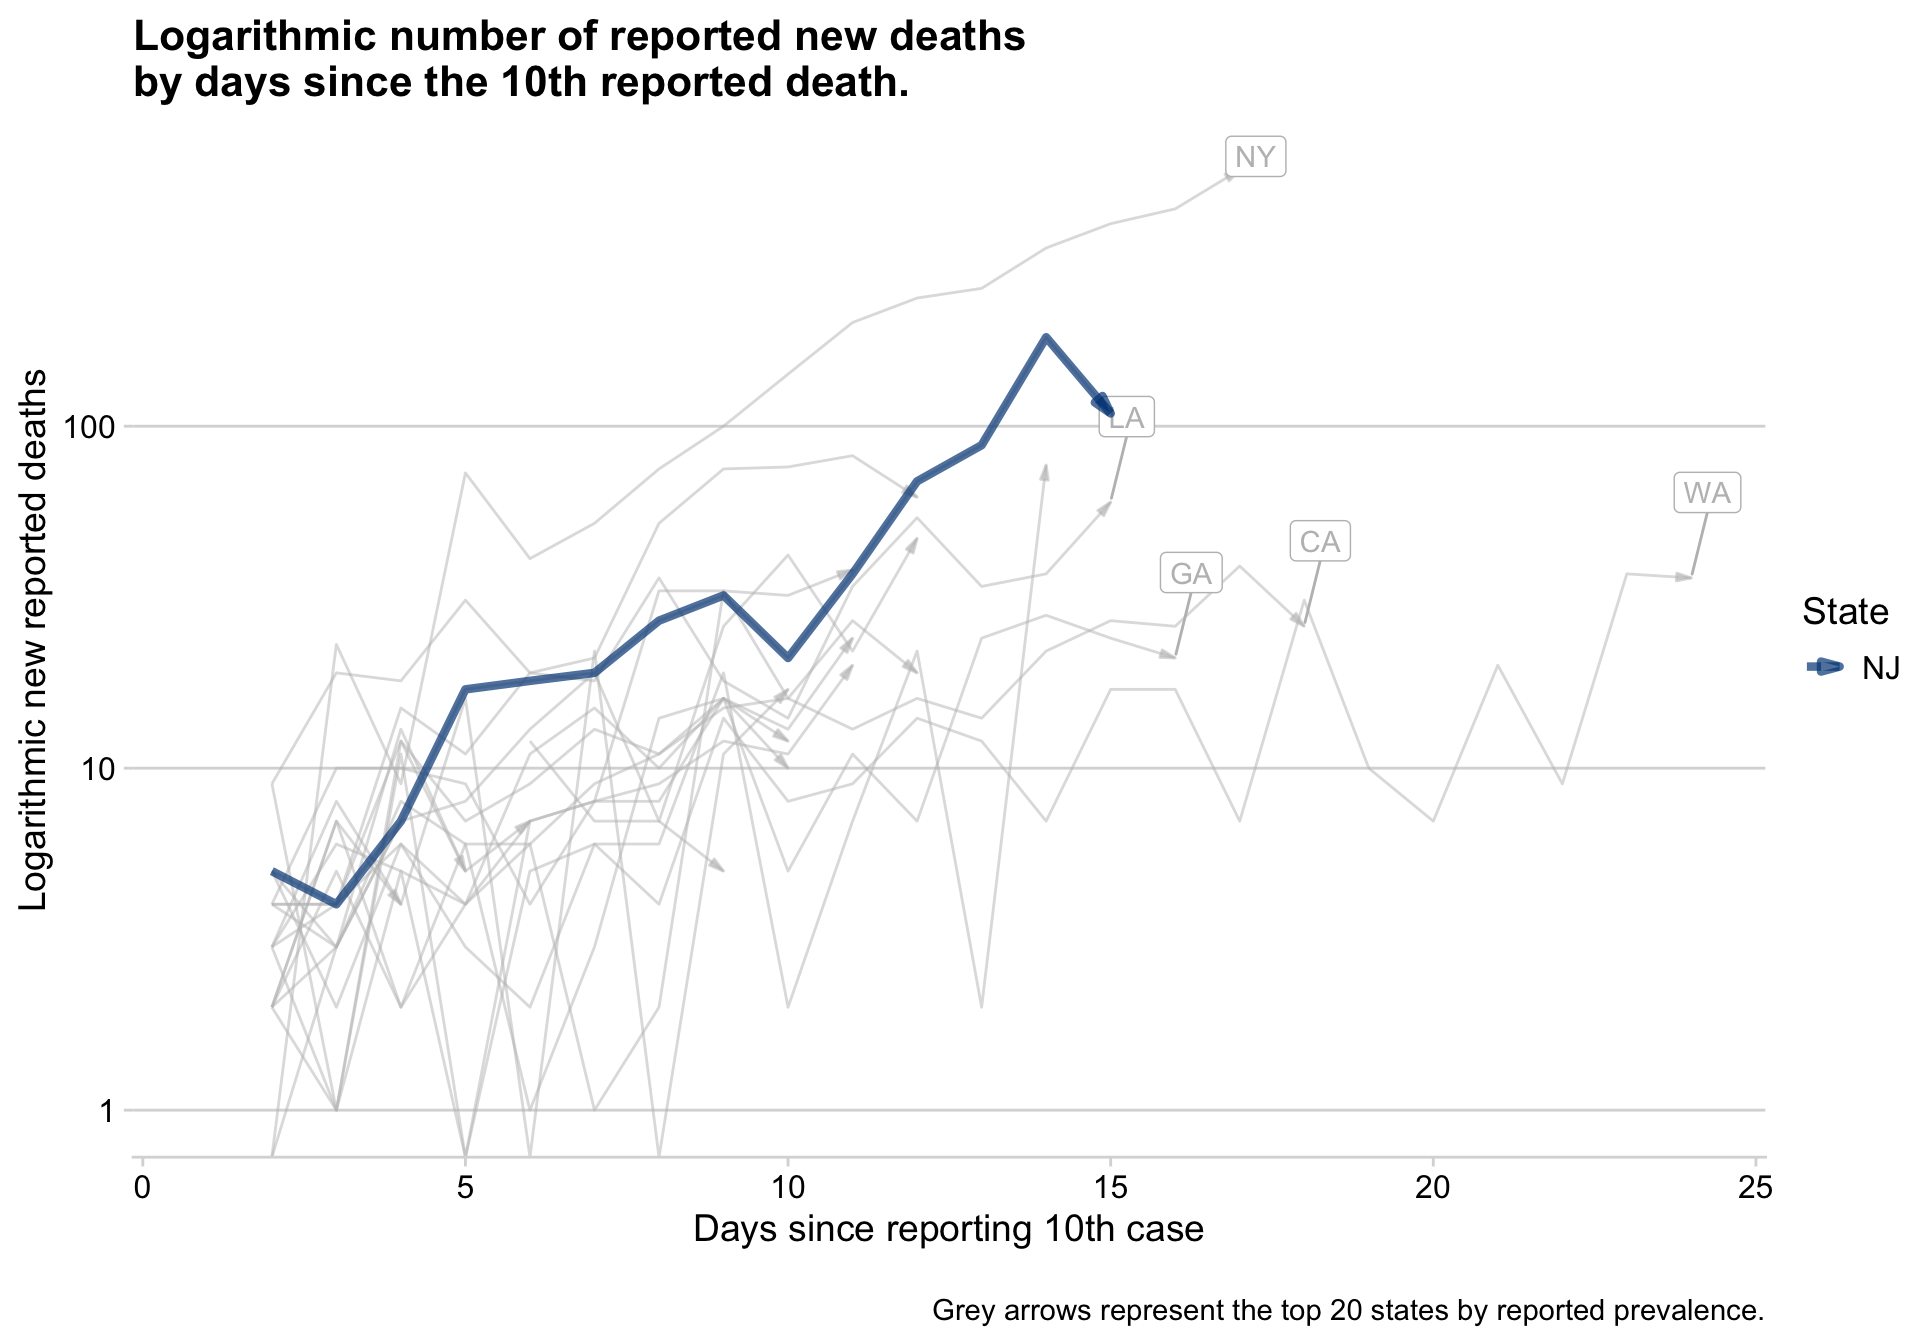 Logarithmic number of reported new deaths
by days since the 10th reported death.
NY
LA
WA
CA
GA
Logarithmic new reported deaths
100
10
1
State
NJ
0 5 10 15 20 25
Days since reporting 10th case
Grey arrows represent the top 20 states by reported prevalence.